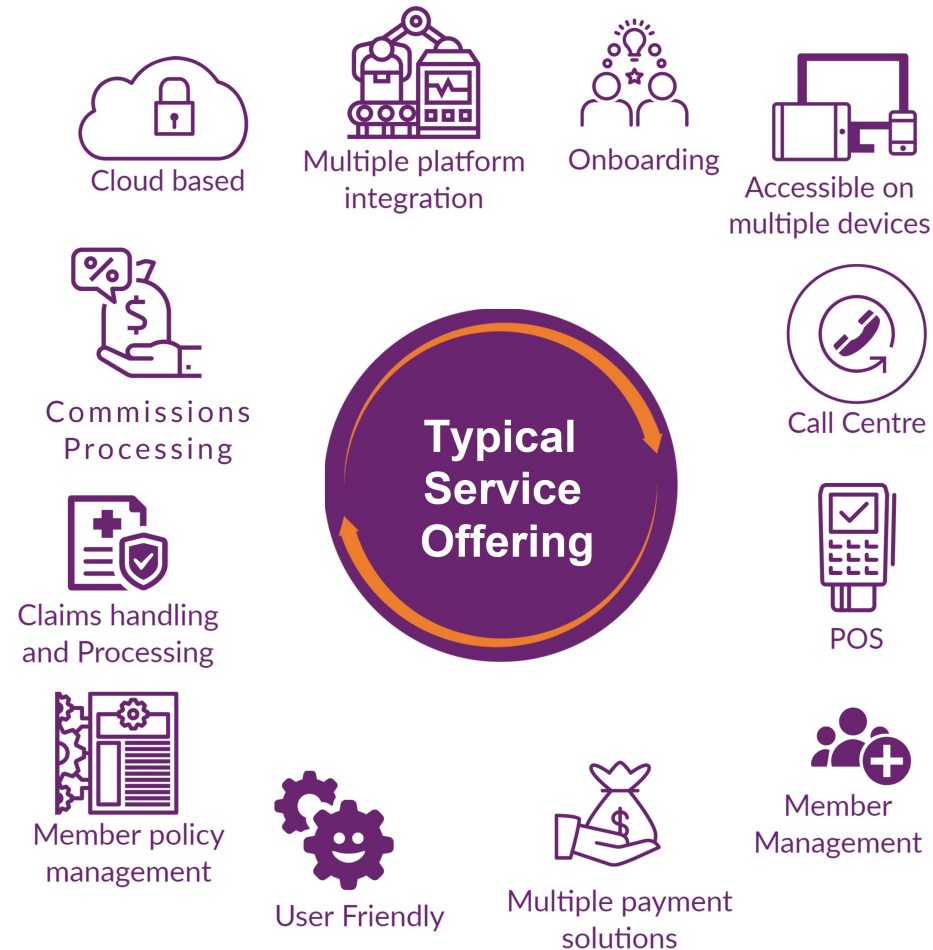 Cloud based
Multiple platform
integration
Onboarding
Accessible on
multiple devices
%
$
Commissions
Processing
Typical
Service
Offering
Call Centre
Claims handling
and Processing
POS
Member policy
management
User Friendly
$
Multiple payment
solutions
Member
Management